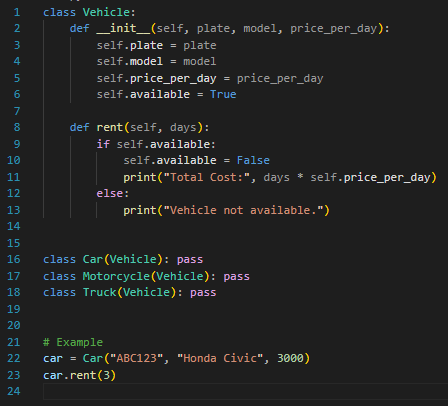 1 class Vehicle:
2     def __init__(self, plate, model, price_per_day):
3         self.plate = plate
4         self.model = model
5         self.price_per_day = price_per_day
6         self.available = True
7
8     def rent(self, days):
9         if self.available:
10             self.available = False
11             print("Total Cost:", days * self.price_per_day)
12         else:
13             print("Vehicle not available.")
14
15
16 class Car(Vehicle): pass
17 class Motorcycle(Vehicle): pass
18 class Truck(Vehicle): pass
19
20
21 # Example
22 car = Car("ABC123", "Honda Civic", 3000)
23 car.rent(3)
24